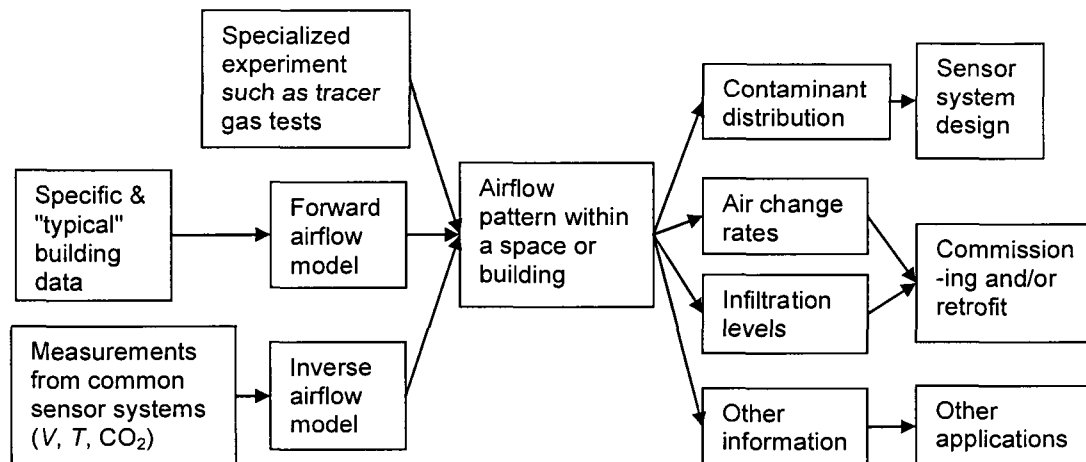 Specialized
experiment
such as tracer
gas tests
Specific &
"typical"
building
data
Forward
airflow
model
Measurements
from common
sensor systems
(V, T, CO₂)
Inverse
airflow
model
Airflow
pattern within
a space or
building
Contaminant
distribution
Sensor
system
design
Air change
rates
Infiltration
levels
Commission
-ing and/or
retrofit
Other
information
Other
applications